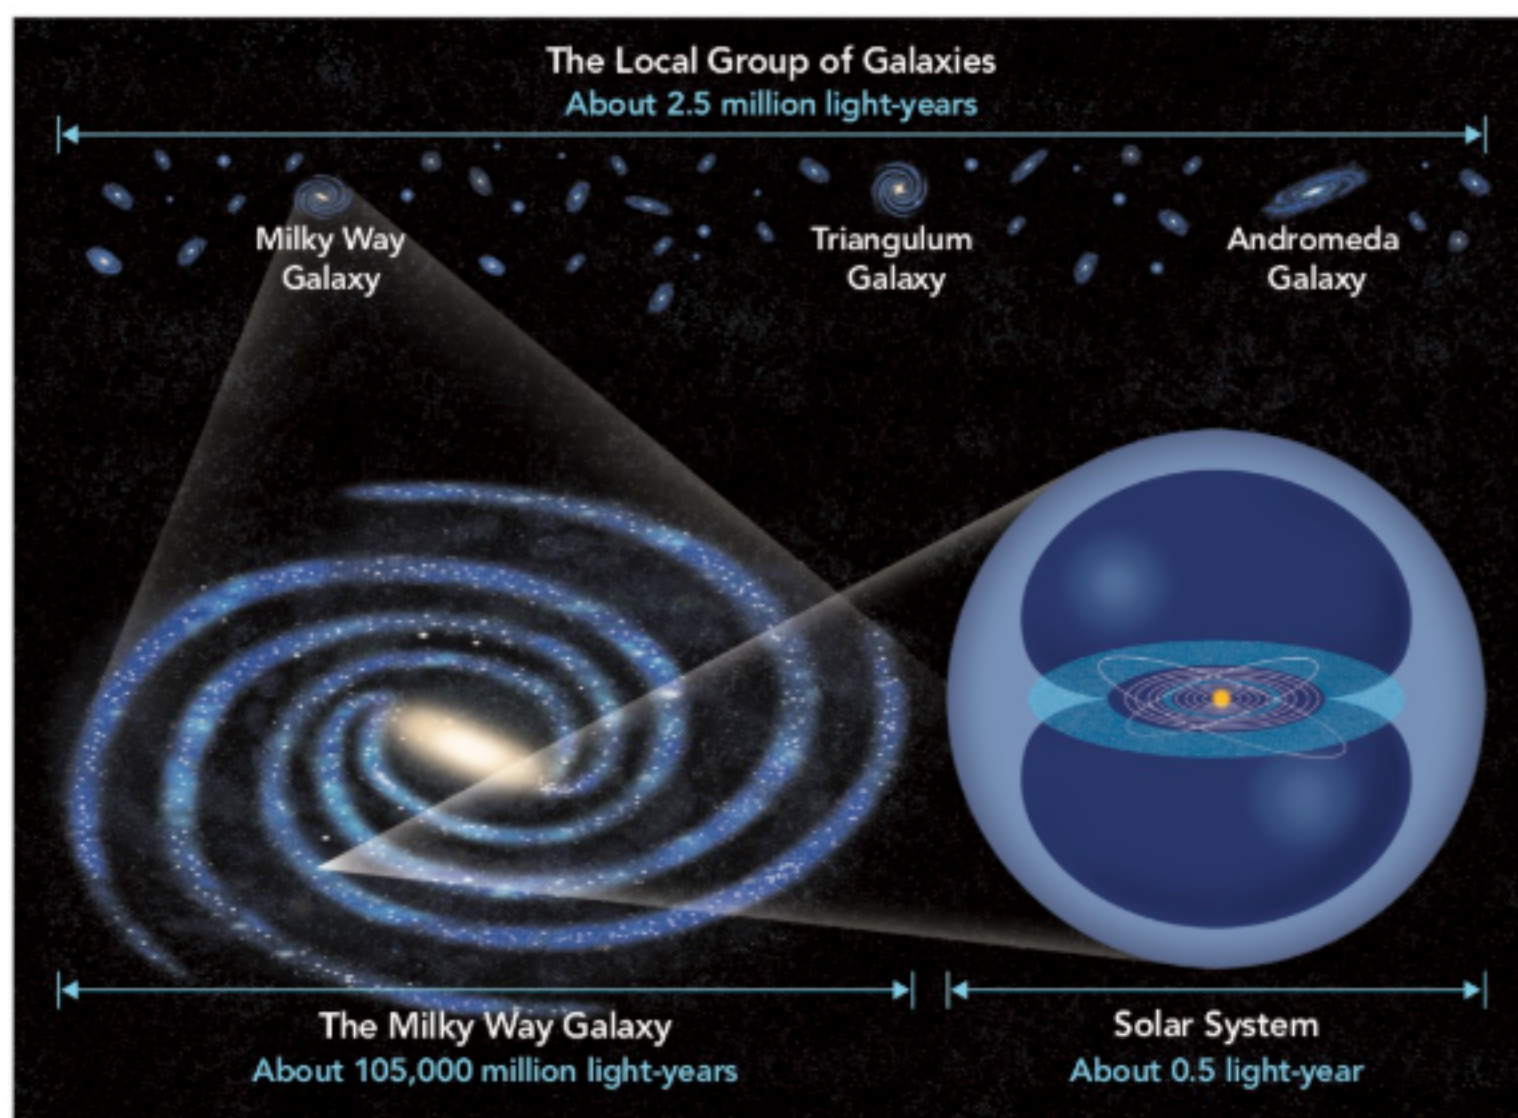 The Local Group of Galaxies
About 2.5 million light-years
Milky Way
Galaxy
Triangulum
Galaxy
Andromeda
Galaxy
The Milky Way Galaxy
About 105,000 million light-years
Solar System
About 0.5 light-year